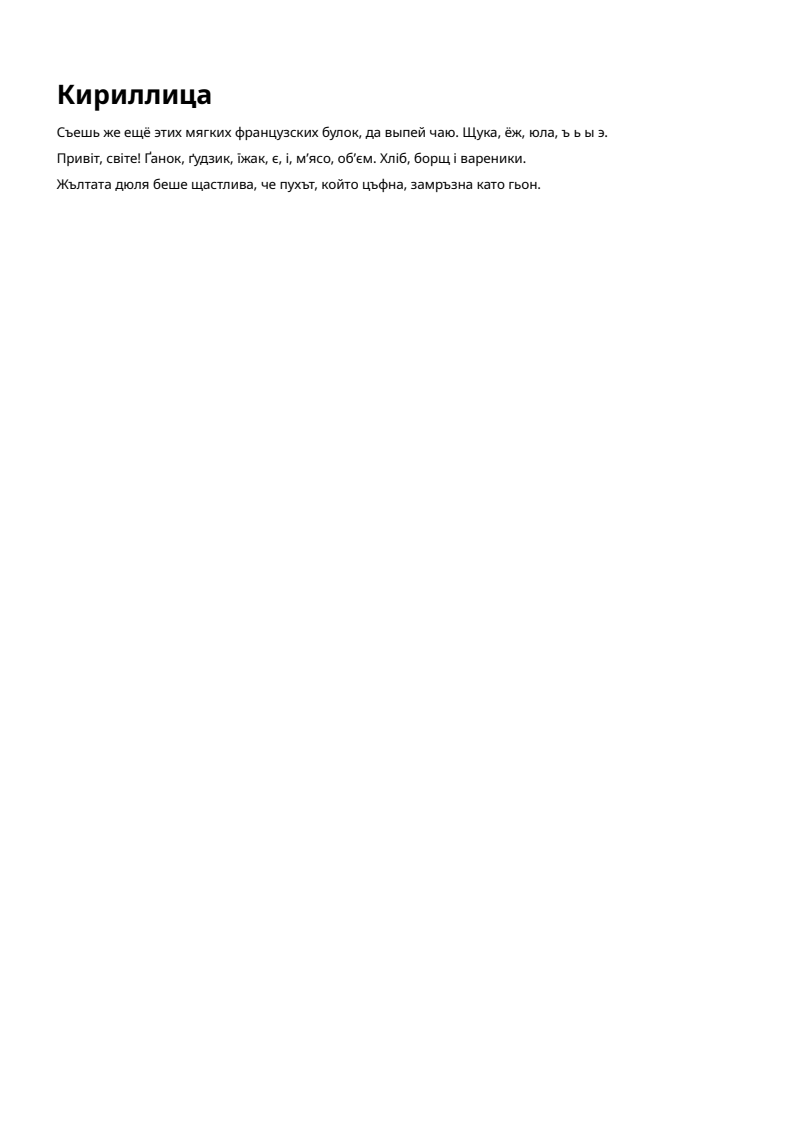 Кириллица
Съешь же ещё этих мягких французских булок, да выпей чаю. Щука, ёж, юла, ъ ь ы э.
Привіт, світе! Ґанок, ґудзик, їжак, є, і, м’ясо, об’єм. Хліб, борщ і вареники.
Жълтата дюля беше щастлива, че пухът, който цъфна, замръзна като гьон.